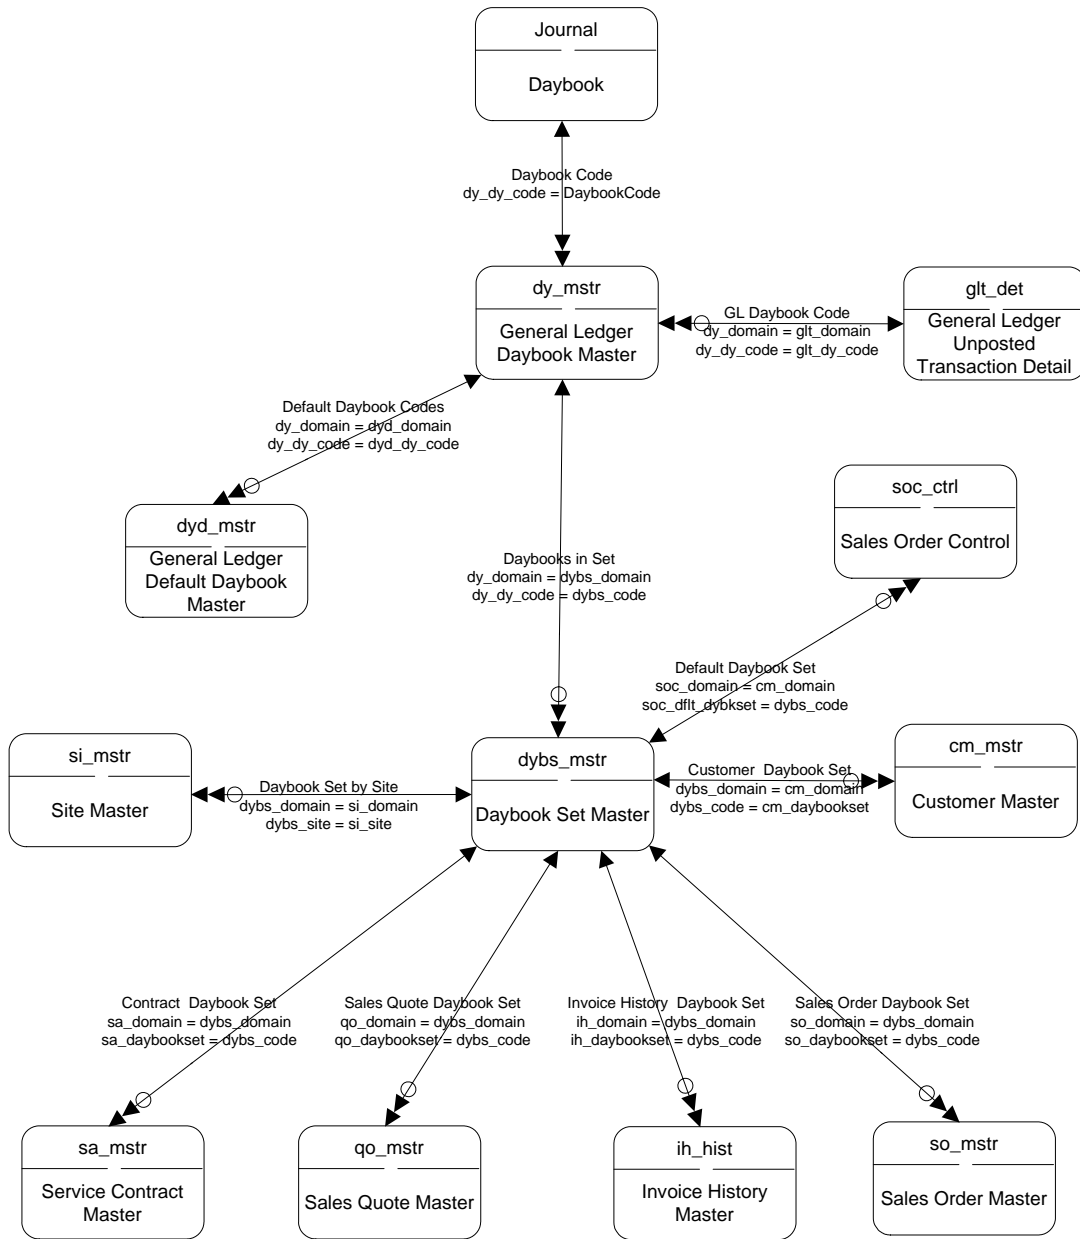 Journal
Daybook
Daybook Code
dy_dy_code = DaybookCode
dy_mstr
General Ledger
Daybook Master
GL Daybook Code
dy_domain = glt_domain
dy_dy_code = glt_dy_code
glt_det
General Ledger
Unposted
Transaction Detail
Default Daybook Codes
dy_domain = dyd_domain
dy_dy_code = dyd_dy_code
dyd_mstr
General Ledger
Default Daybook
Master
soc_ctrl
Sales Order Control
Daybooks in Set
dy_domain = dybs_domain
dy_dy_code = dybs_code
Default Daybook Set
soc_domain = cm_domain
soc_dflt_dybkset = dybs_code
si_mstr
Site Master
Daybook Set by Site
dybs_domain = si_domain
dybs_site = si_site
dybs_mstr
Daybook Set Master
Customer Daybook Set
dybs_domain = cm_domain
dybs_code = cm_daybookset
cm_mstr
Customer Master
Contract Daybook Set
sa_domain = dybs_domain
sa_daybookset = dybs_code
Sales Quote Daybook Set
qo_domain = dybs_domain
qo_daybookset = dybs_code
Invoice History Daybook Set
ih_domain = dybs_domain
ih_daybookset = dybs_code
Sales Order Daybook Set
so_domain = dybs_domain
so_daybookset = dybs_code
sa_mstr
Service Contract
Master
qo_mstr
Sales Quote Master
ih_hist
Invoice History
Master
so_mstr
Sales Order Master